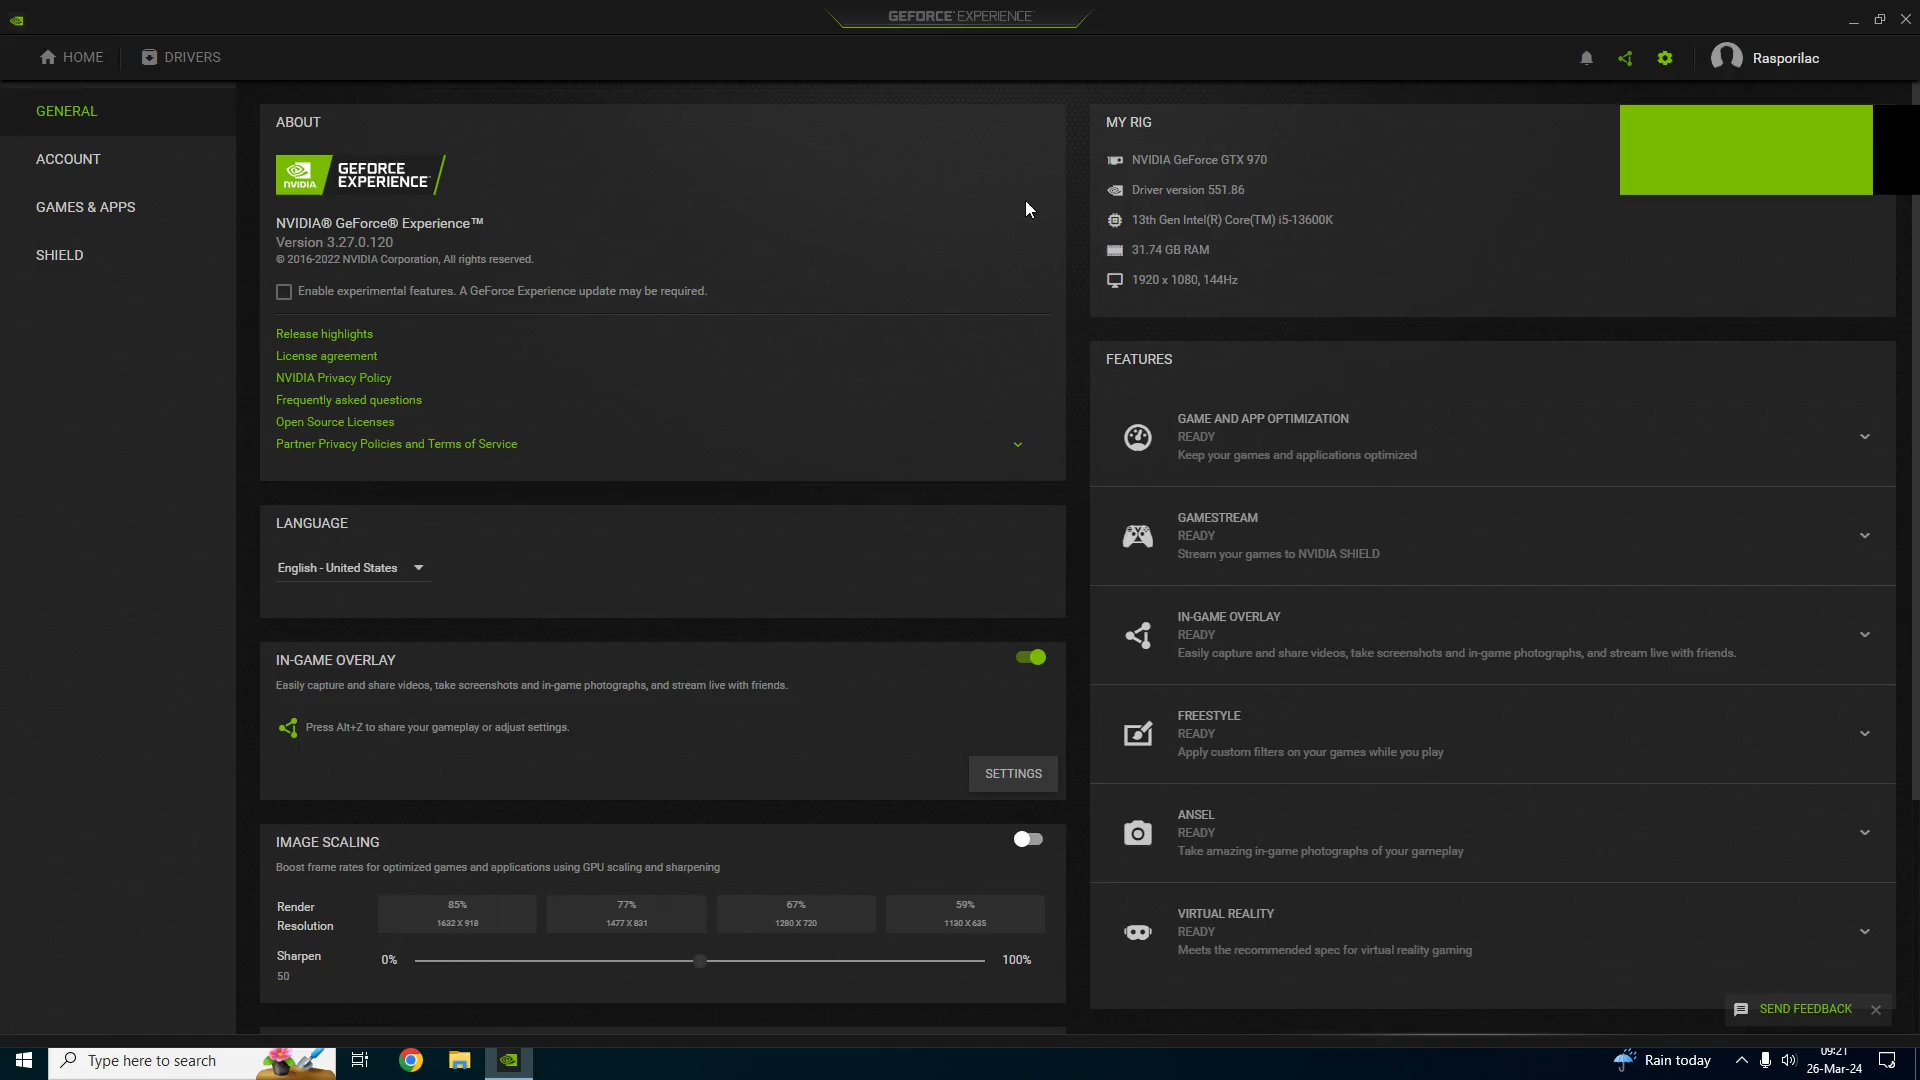 GEFORCE EXPERIENCE
HOME
DRIVERS
Rasporilac
GENERAL
ACCOUNT
GAMES & APPS
SHIELD
ABOUT
NVIDIA.
GEFORCE
EXPERIENCE
NVIDIA® GeForce® Experience™
Version 3.27.0.120
© 2016-2022 NVIDIA Corporation, All rights reserved.
Enable experimental features. A GeForce Experience update may be required.
Release highlights
License agreement
NVIDIA Privacy Policy
Frequently asked questions
Open Source Licenses
Partner Privacy Policies and Terms of Service
LANGUAGE
English - United States
IN-GAME OVERLAY
Easily capture and share videos, take screenshots and in-game photographs, and stream live with friends.
Press Alt+Z to share your gameplay or adjust settings.
SETTINGS
IMAGE SCALING
Boost frame rates for optimized games and applications using GPU scaling and sharpening
Render
Resolution
85%
1632 X 918
77%
1477 X 831
67%
1280 X 720
59%
1130 X 635
Sharpen
50
0%
100%
MY RIG
NVIDIA GeForce GTX 970
Driver version 551.86
13th Gen Intel(R) Core(TM) i5-13600K
31.74 GB RAM
1920 x 1080, 144Hz
FEATURES
GAME AND APP OPTIMIZATION
READY
Keep your games and applications optimized
GAMESTREAM
READY
Stream your games to NVIDIA SHIELD
IN-GAME OVERLAY
READY
Easily capture and share videos, take screenshots and in-game photographs, and stream live with friends.
FREESTYLE
READY
Apply custom filters on your games while you play
ANSEL
READY
Take amazing in-game photographs of your gameplay
VIRTUAL REALITY
READY
Meets the recommended spec for virtual reality gaming
SEND FEEDBACK
Type here to search
Rain today
09:21
26-Mar-24